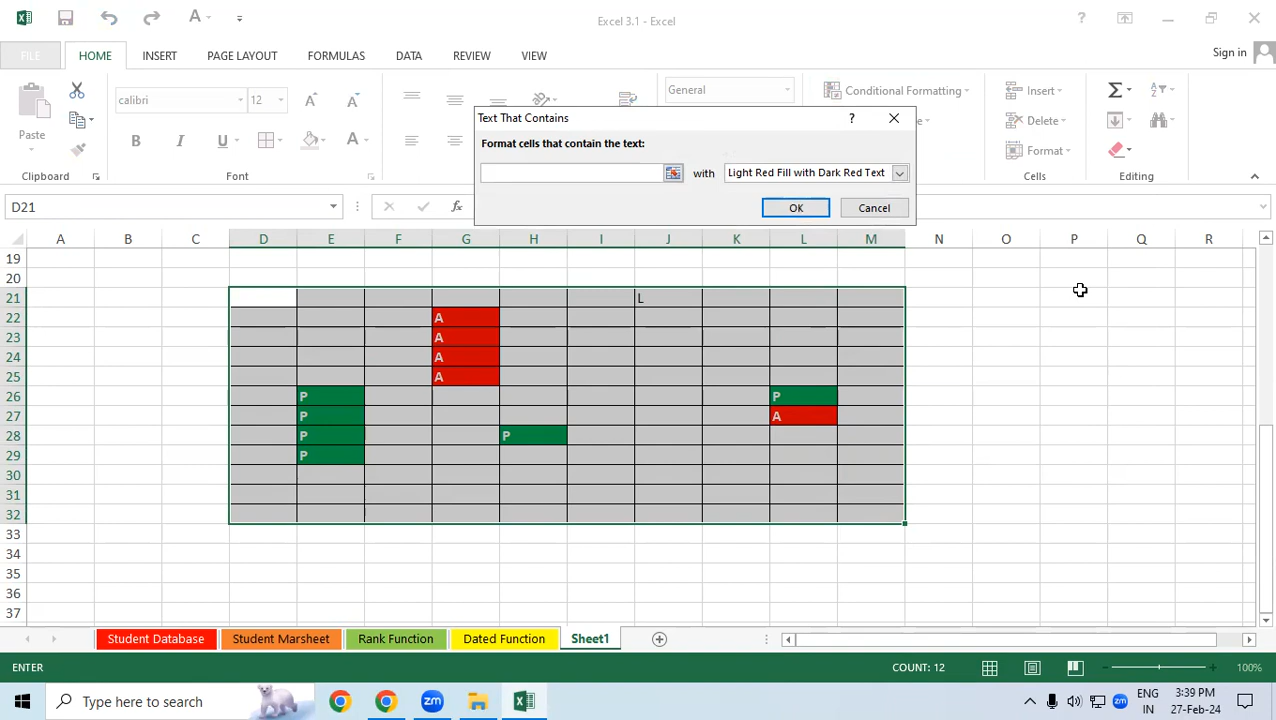 Excel 3.1 - Excel
FILE HOME INSERT PAGE LAYOUT FORMULAS DATA REVIEW VIEW Sign in
Paste
Clipboard
calibri 12
B I U A
Font
General
Conditional Formatting
Insert
Delete
Format
Cells
Editing
Text That Contains ?
Format cells that contain the text:
with Light Red Fill with Dark Red Text
OK Cancel
D21 fx
A B C D E F G H I J K L M N O P Q R
19
20
21 L
22 A
23 A
24 A
25 A
26 P P
27 P A
28 P P
29 P
30
31
32
33
34
35
36
37
Student Database Student Marsheet Rank Function Dated Function Sheet1
ENTER COUNT: 12 100%
Type here to search
zm
ENG
IN
3:39 PM
27-Feb-24